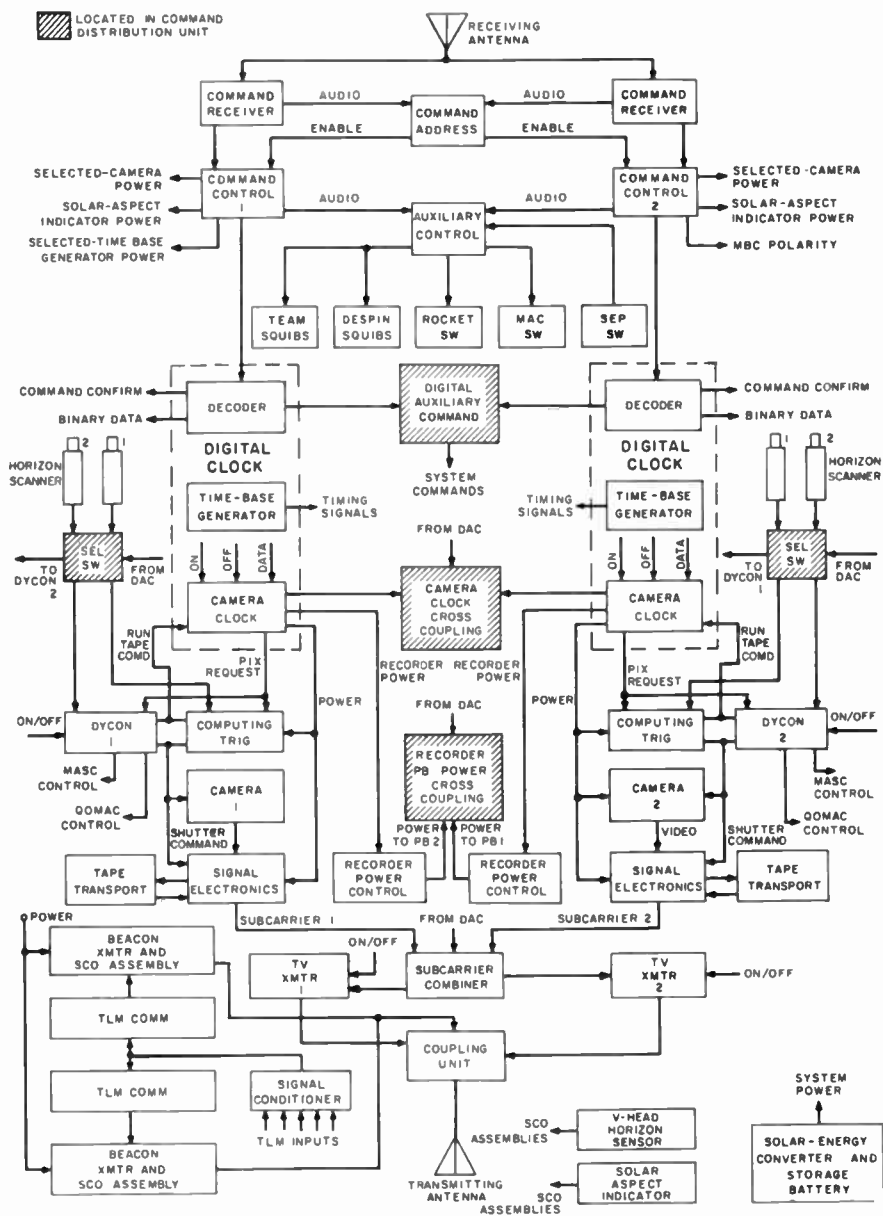 LOCATED IN COMMAND
DISTRIBUTION UNIT
RECEIVING
ANTENNA
COMMAND
RECEIVER
AUDIO
COMMAND
ADDRESS
AUDIO
COMMAND
RECEIVER
ENABLE
ENABLE
SELECTED-CAMERA
POWER
SOLAR-ASPECT
INDICATOR POWER
SELECTED-TIME BASE
GENERATOR POWER
COMMAND
CONTROL
1
AUDIO
AUXILIARY
CONTROL
AUDIO
COMMAND
CONTROL
2
SELECTED-CAMERA
POWER
SOLAR-ASPECT
INDICATOR POWER
MBC POLARITY
TEAM
SQUIBS
DESPIN
SQUIBS
ROCKET
SW
MAC
SW
SEP
SW
COMMAND CONFIRM
BINARY DATA
DECODER
DIGITAL
AUXILIARY
COMMAND
DECODER
COMMAND CONFIRM
BINARY DATA
2
1
HORIZON
SCANNER
DIGITAL
CLOCK
SYSTEM
COMMANDS
DIGITAL
CLOCK
1
2
HORIZON
SCANNER
TIME-BASE
GENERATOR
TIMING
SIGNALS
TIMING
SIGNALS
TIME-BASE
GENERATOR
TO
DYCON
2
SEL
SW
FROM
DAC
ON
OFF
DATA
FROM DAC
ON
OFF
DATA
TO
DYCON
1
SEL
SW
FROM
DAC
CAMERA
CLOCK
CAMERA
CLOCK
CROSS
COUPLING
CAMERA
CLOCK
RUN
TAPE
COMD
PIX
REQUEST
RECORDER
POWER
RECORDER
POWER
PIX
REQUEST
RUN
TAPE
COMD
POWER
FROM DAC
POWER
ON/OFF
DYCON
1
COMPUTING
TRIG
RECORDER
PB POWER
CROSS
COUPLING
COMPUTING
TRIG
DYCON
2
ON/OFF
MASC
CONTROL
QOMAC
CONTROL
CAMERA
1
CAMERA
2
MASC
CONTROL
QOMAC
CONTROL
SHUTTER
COMMAND
POWER
TO PB2
POWER
TO PB1
VIDEO
SHUTTER
COMMAND
TAPE
TRANSPORT
SIGNAL
ELECTRONICS
RECORDER
POWER
CONTROL
RECORDER
POWER
CONTROL
SIGNAL
ELECTRONICS
TAPE
TRANSPORT
POWER
SUBCARRIER 1
FROM DAC
SUBCARRIER 2
BEACON
XMTR AND
SCO ASSEMBLY
ON/OFF
TV
XMTR
1
SUBCARRIER
COMBINER
TV
XMTR
2
ON/OFF
TLM COMM
COUPLING
UNIT
TLM COMM
SIGNAL
CONDITIONER
TLM INPUTS
BEACON
XMTR AND
SCO ASSEMBLY
TRANSMITTING
ANTENNA
SCO
ASSEMBLIES
V-HEAD
HORIZON
SENSOR
SCO
ASSEMBLIES
SOLAR
ASPECT
INDICATOR
SYSTEM
POWER
SOLAR-ENERGY
CONVERTER AND
STORAGE
BATTERY